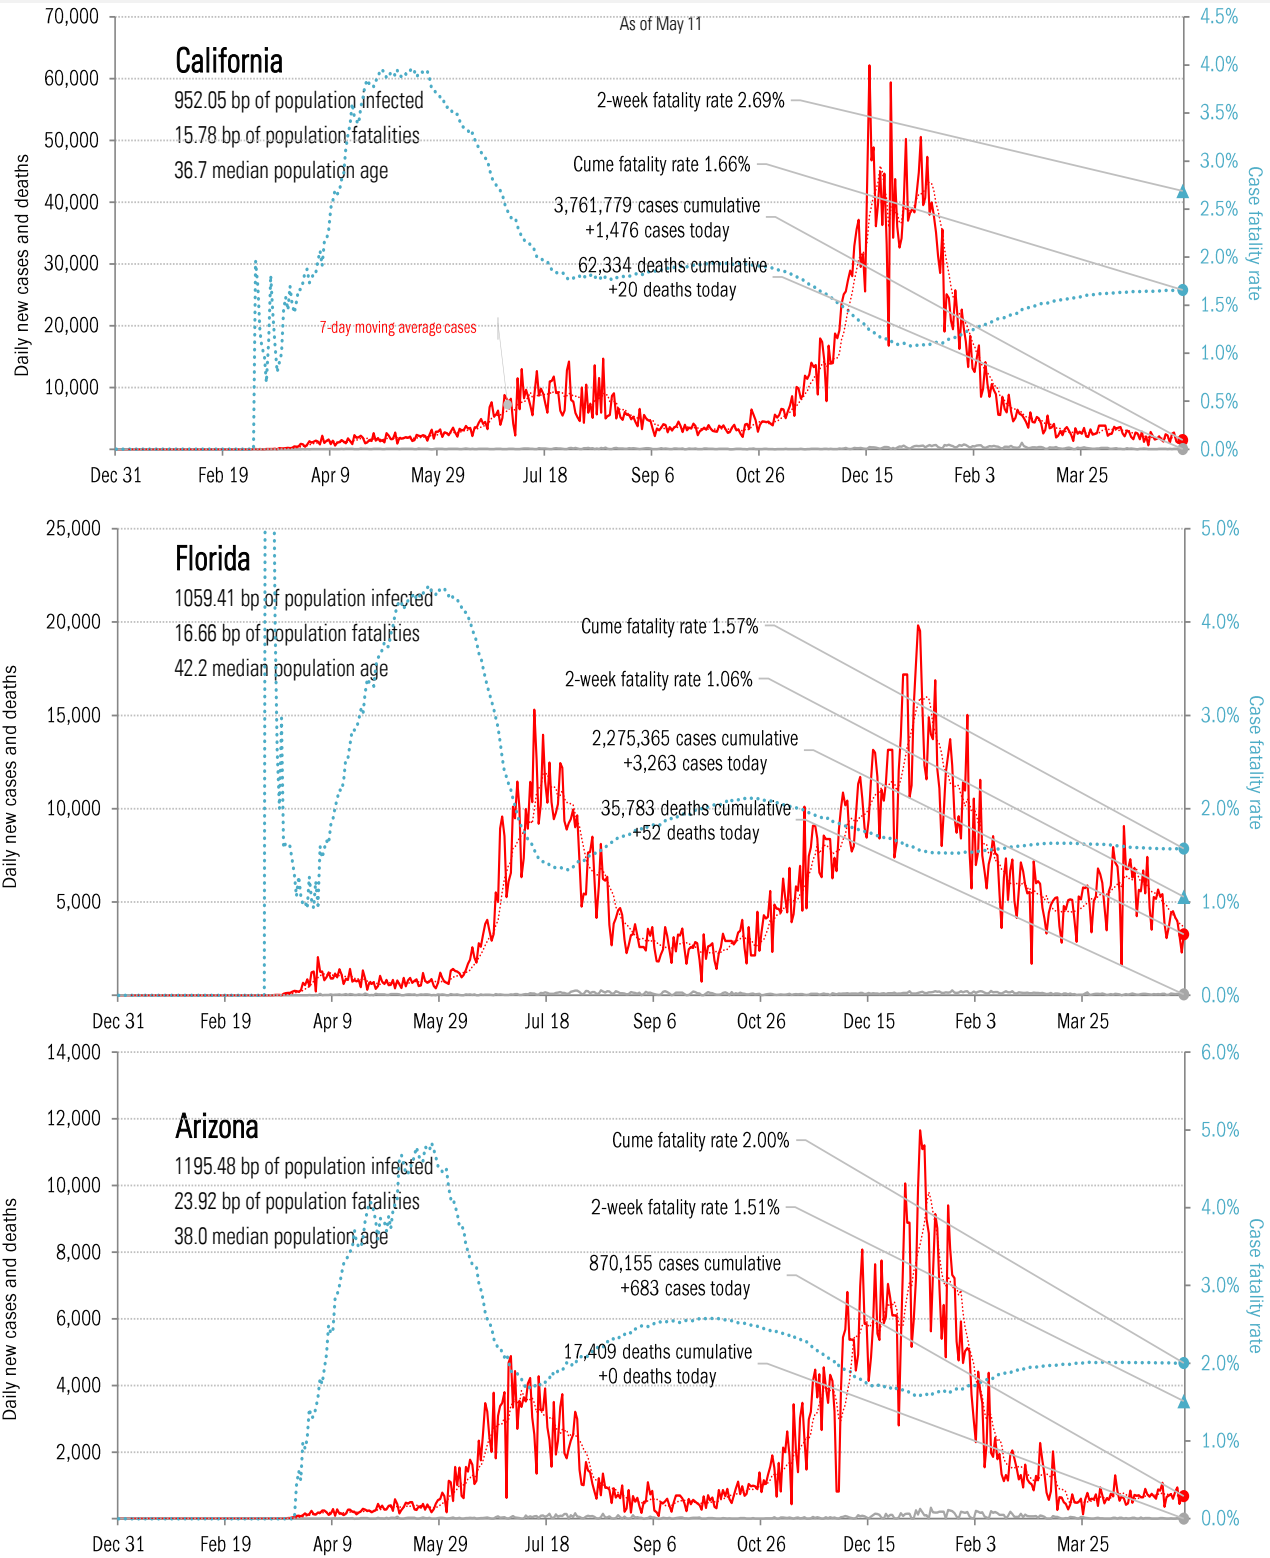 As of May 11
70,000
60,000
50,000
40,000
30,000
20,000
10,000
Daily new cases and deaths
California
952.05 bp of population infected
15.78 bp of population fatalities
36.7 median population age
2-week fatality rate 2.69%
Cume fatality rate 1.66%
3,761,779 cases cumulative
+1,476 cases today
62,334 deaths cumulative
+20 deaths today
7-day moving average cases
4.5%
4.0%
3.5%
3.0%
2.5%
2.0%
1.5%
1.0%
0.5%
0.0%
Case fatality rate
Dec 31 Feb 19 Apr 9 May 29 Jul 18 Sep 6 Oct 26 Dec 15 Feb 3 Mar 25
25,000
20,000
15,000
10,000
5,000
Daily new cases and deaths
Florida
1059.41 bp of population infected
16.66 bp of population fatalities
42.2 median population age
Cume fatality rate 1.57%
2-week fatality rate 1.06%
2,275,365 cases cumulative
+3,263 cases today
35,783 deaths cumulative
+52 deaths today
5.0%
4.0%
3.0%
2.0%
1.0%
0.0%
Case fatality rate
Dec 31 Feb 19 Apr 9 May 29 Jul 18 Sep 6 Oct 26 Dec 15 Feb 3 Mar 25
14,000
12,000
10,000
8,000
6,000
4,000
2,000
Daily new cases and deaths
Arizona
1195.48 bp of population infected
23.92 bp of population fatalities
38.0 median population age
Cume fatality rate 2.00%
2-week fatality rate 1.51%
870,155 cases cumulative
+683 cases today
17,409 deaths cumulative
+0 deaths today
6.0%
5.0%
4.0%
3.0%
2.0%
1.0%
0.0%
Case fatality rate
Dec 31 Feb 19 Apr 9 May 29 Jul 18 Sep 6 Oct 26 Dec 15 Feb 3 Mar 25